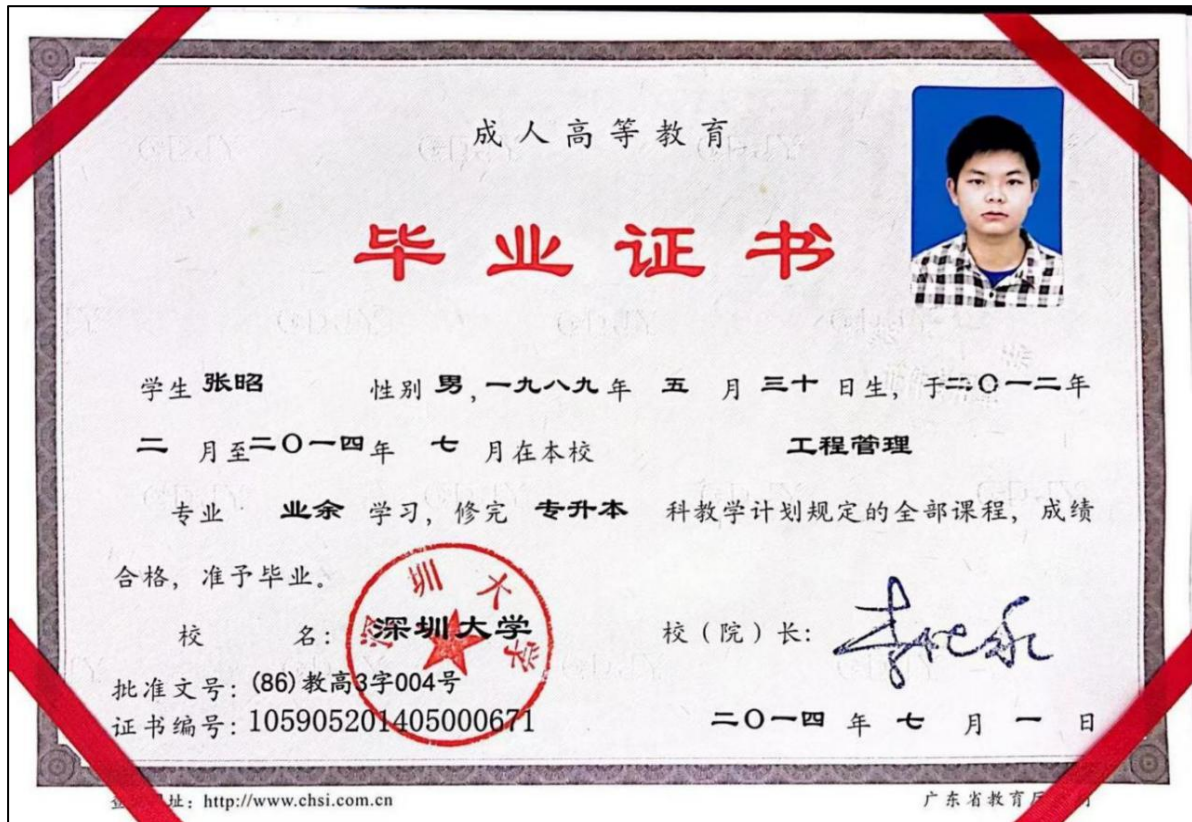 成人高等教育
毕业证书
学生 张昭 性别 男，一九八九年 五 月 三十 日生，于二〇一二年
二 月至二〇一四年 七 月在本校 工程管理
专业 业余 学习，修完 专升本 科教学计划规定的全部课程，成绩
合格，准予毕业。
深圳大学
校 名：深圳大学 校（院）长：
批准文号：(86)教高3字004号
证书编号：105905201405000671 二〇一四 年 七 月 一 日
址：http://www.chsi.com.cn 广东省教育厅